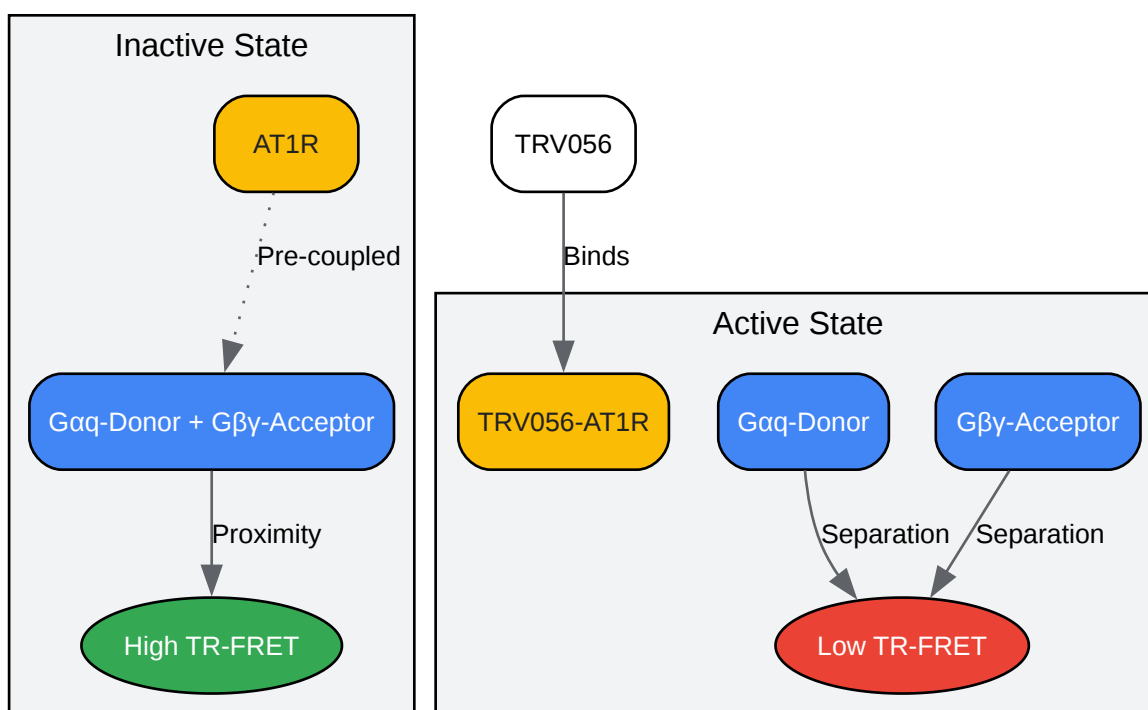 Inactive State
AT1R
Pre-coupled
Gαq-Donor + Gβγ-Acceptor
Proximity
High TR-FRET
TRV056
Binds
Active State
TRV056-AT1R
Gαq-Donor
Gβγ-Acceptor
Separation
Separation
Low TR-FRET